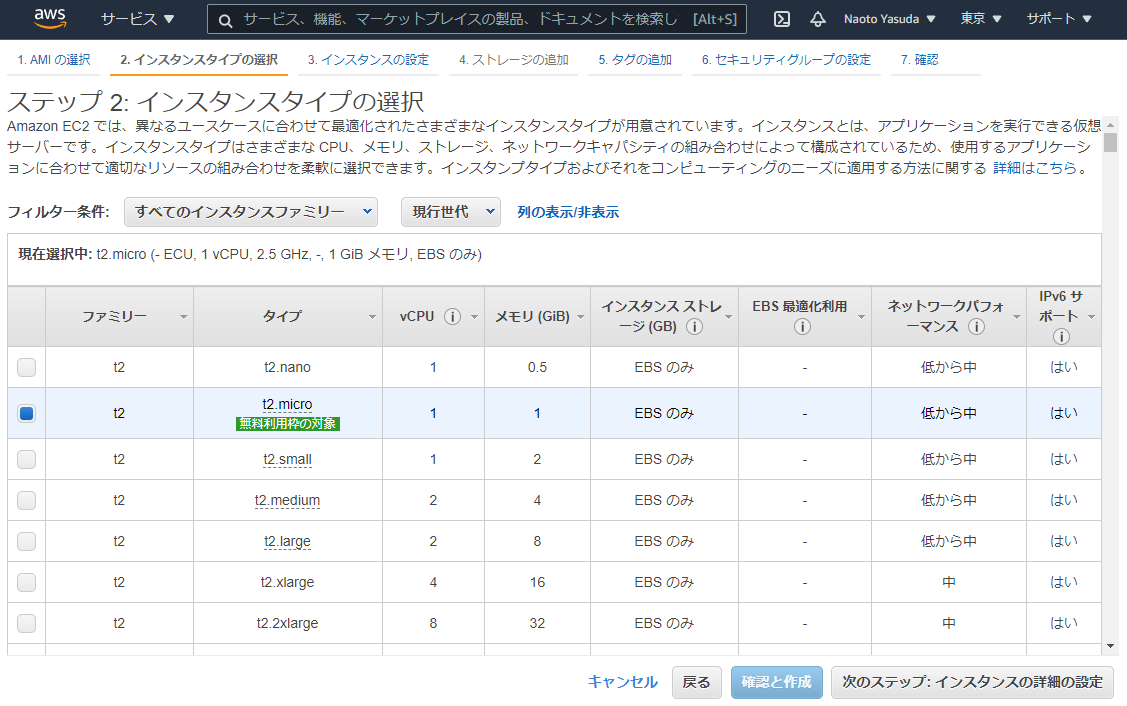 aws サービス サービス、機能、マーケットプレイスの製品、ドキュメントを検索し [Alt+S] Naoto Yasuda 東京 サポート
1. AMI の選択 2. インスタンスタイプの選択 3. インスタンスの設定 4. ストレージの追加 5. タグの追加 6. セキュリティグループの設定 7. 確認
ステップ 2: インスタンスタイプの選択
Amazon EC2 では、異なるユースケースに合わせて最適化されたさまざまなインスタンスタイプが用意されています。インスタンスとは、アプリケーションを実行できる仮想
サーバーです。インスタンスタイプはさまざまな CPU、メモリ、ストレージ、ネットワークキャパシティの組み合わせによって構成されているため、使用するアプリケーシ
ョンに合わせて適切なリソースの組み合わせを柔軟に選択できます。インスタンプタイプおよびそれをコンピューティングのニーズに適用する方法に関する 詳細はこちら。
フィルター条件: すべてのインスタンスファミリー 現行世代 列の表示/非表示
現在選択中: t2.micro (- ECU, 1 vCPU, 2.5 GHz, -, 1 GiB メモリ, EBS のみ)
ファミリー タイプ vCPU メモリ (GiB) インスタンス ストレ
ージ (GB) EBS 最適化利用 ネットワークパフォ
ーマンス IPv6 サ
ポート
t2 t2.nano 1 0.5 EBS のみ - 低から中 はい
t2 t2.micro 1 1 EBS のみ - 低から中 はい
無料利用枠の対象
t2 t2.small 1 2 EBS のみ - 低から中 はい
t2 t2.medium 2 4 EBS のみ - 低から中 はい
t2 t2.large 2 8 EBS のみ - 低から中 はい
t2 t2.xlarge 4 16 EBS のみ - 中 はい
t2 t2.2xlarge 8 32 EBS のみ - 中 はい
キャンセル 戻る 確認と作成 次のステップ: インスタンスの詳細の設定